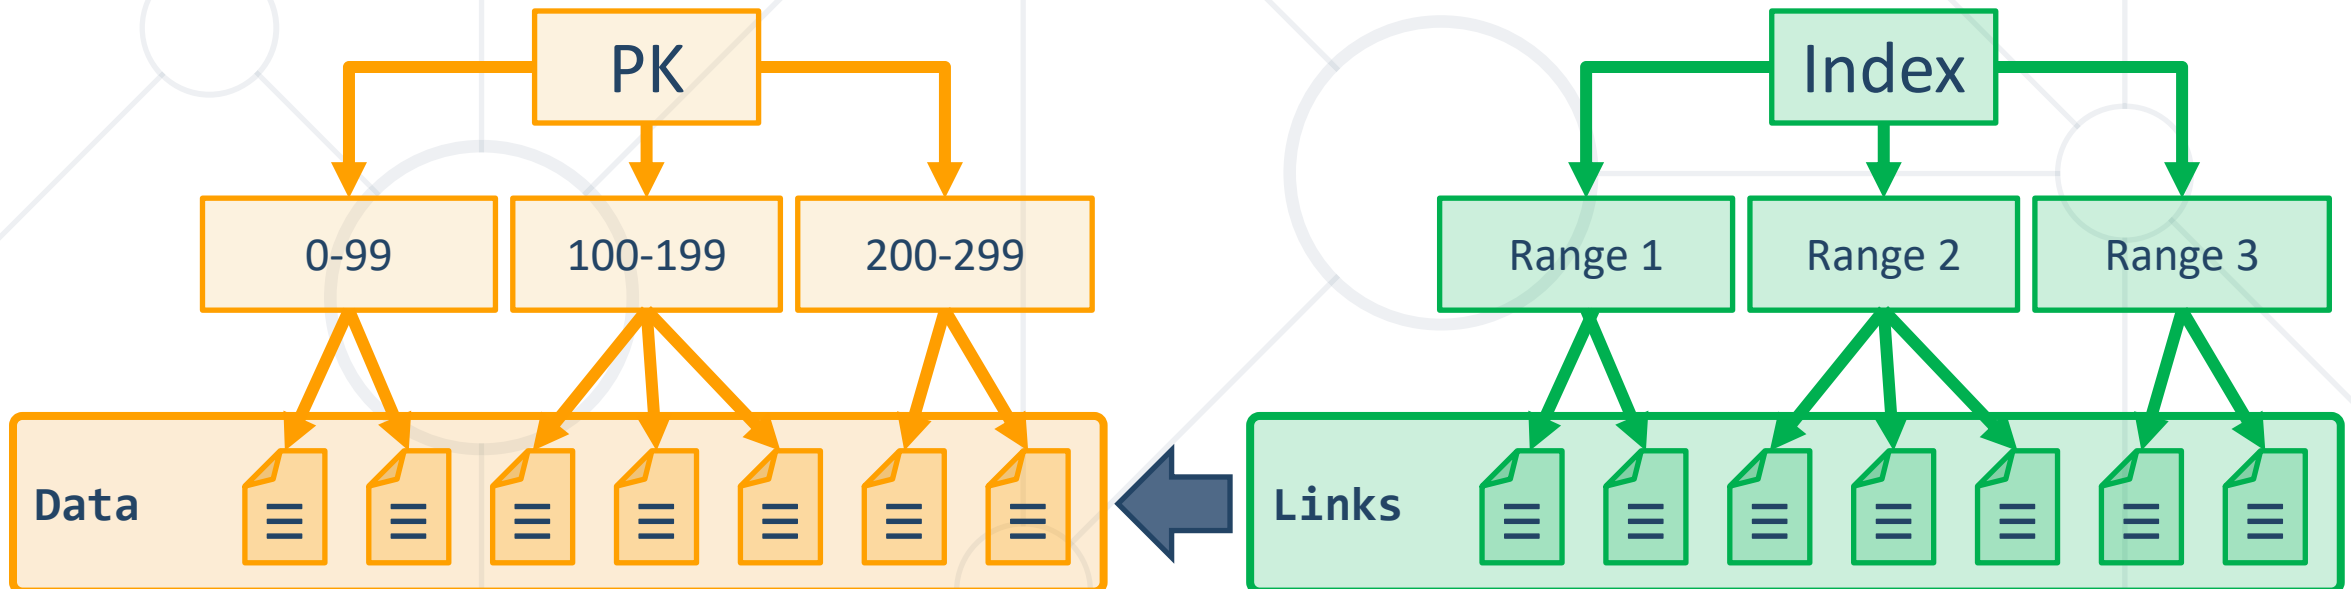 PK
0-99
100-199
200-299
Data
Index
Range 1
Range 2
Range 3
Links